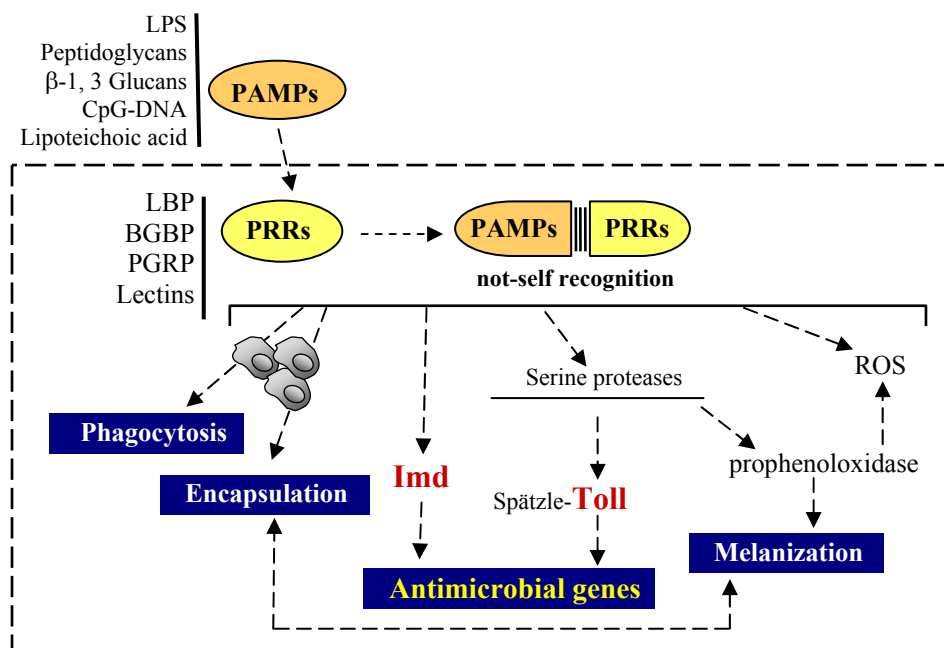 LPS
Peptidoglycans
β-1, 3 Glucans
CpG-DNA
Lipoteichoic acid
PAMPs
LBP
BGBP
PGRP
Lectins
PRRs
PAMPs
PRRs
not-self recognition
Serine proteases
ROS
Phagocytosis
prophenoloxidase
Encapsulation
Imd
Spätzle-Toll
Melanization
Antimicrobial genes